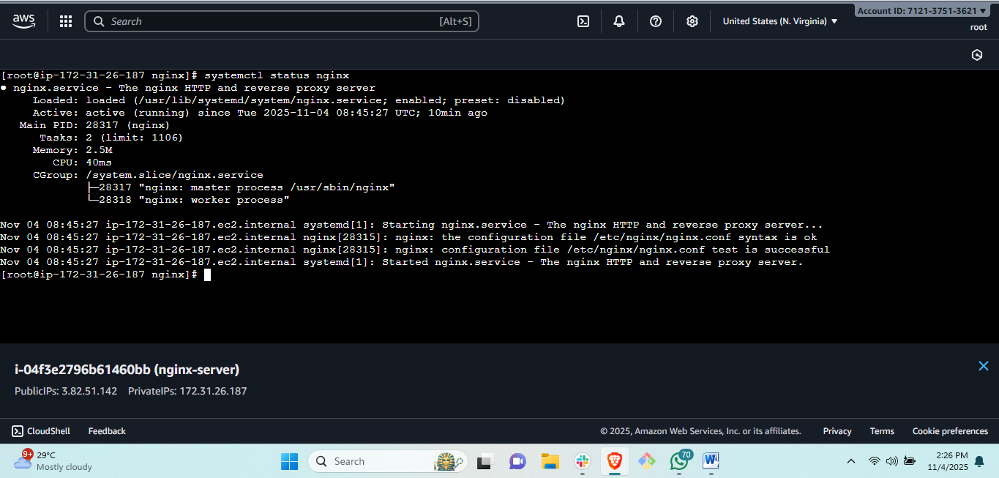 aws
Search
[Alt+S]
United States (N. Virginia) ▼
Account ID: 7121-3751-3621 ▼
root
[root@ip-172-31-26-187 nginx]# systemctl status nginx
● nginx.service - The nginx HTTP and reverse proxy server
Loaded: loaded (/usr/lib/systemd/system/nginx.service; enabled; preset: disabled)
Active: active (running) since Tue 2025-11-04 08:45:27 UTC; 10min ago
Main PID: 28317 (nginx)
Tasks: 2 (limit: 1106)
Memory: 2.5M
CPU: 40ms
CGroup: /system.slice/nginx.service
├─28317 "nginx: master process /usr/sbin/nginx"
└─28318 "nginx: worker process"
Nov 04 08:45:27 ip-172-31-26-187.ec2.internal systemd[1]: Starting nginx.service - The nginx HTTP and reverse proxy server...
Nov 04 08:45:27 ip-172-31-26-187.ec2.internal nginx[28315]: nginx: the configuration file /etc/nginx/nginx.conf syntax is ok
Nov 04 08:45:27 ip-172-31-26-187.ec2.internal nginx[28315]: nginx: configuration file /etc/nginx/nginx.conf test is successful
Nov 04 08:45:27 ip-172-31-26-187.ec2.internal systemd[1]: Started nginx.service - The nginx HTTP and reverse proxy server.
[root@ip-172-31-26-187 nginx]#
i-04f3e2796b61460bb (nginx-server)
PublicIPs: 3.82.51.142 PrivateIPs: 172.31.26.187
CloudShell Feedback
© 2025, Amazon Web Services, Inc. or its affiliates. Privacy Terms Cookie preferences
9+
29°C
Mostly cloudy
Search
70
W
2:26 PM
11/4/2025